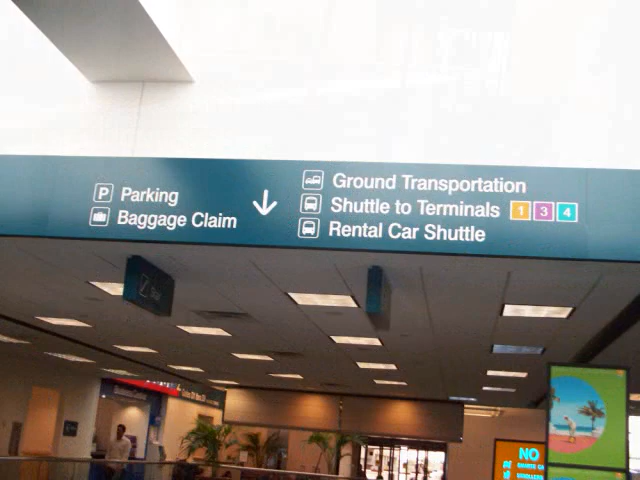 P Parking
Baggage Claim
Ground Transportation
Shuttle to Terminals 1 3 4
Rental Car Shuttle
NO